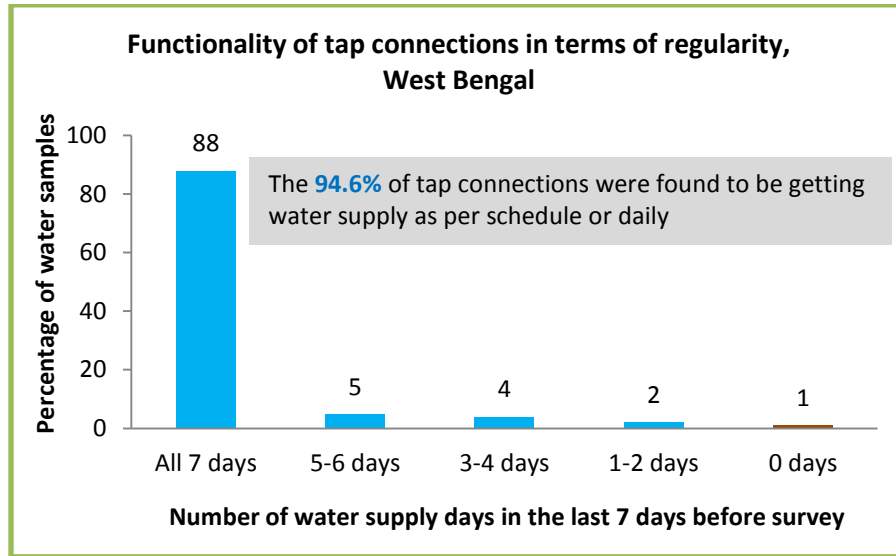 Functionality of tap connections in terms of regularity,
West Bengal
Percentage of water samples
100
80
60
40
20
0
88
5
4
2
1
The 94.6% of tap connections were found to be getting
water supply as per schedule or daily
All 7 days
5-6 days
3-4 days
1-2 days
0 days
Number of water supply days in the last 7 days before survey